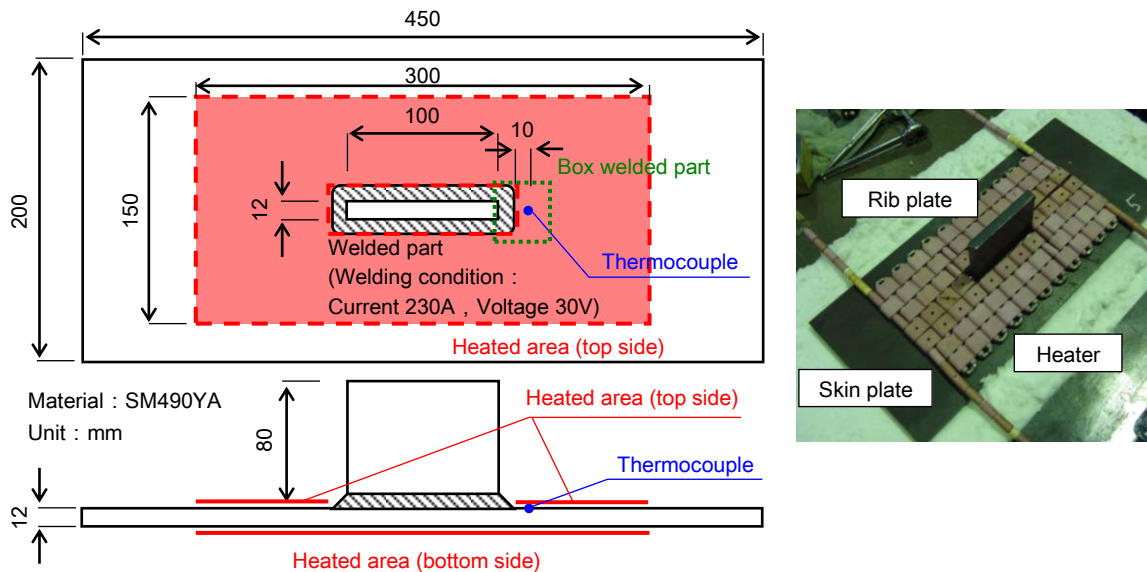 450
300
100
10
Box welded part
200
150
12
Thermocouple
Welded part
(Welding condition :
Current 230A , Voltage 30V)
Heated area (top side)
Material : SM490YA
Unit : mm
80
Heated area (top side)
Thermocouple
12
Heated area (bottom side)
Rib plate
Heater
Skin plate